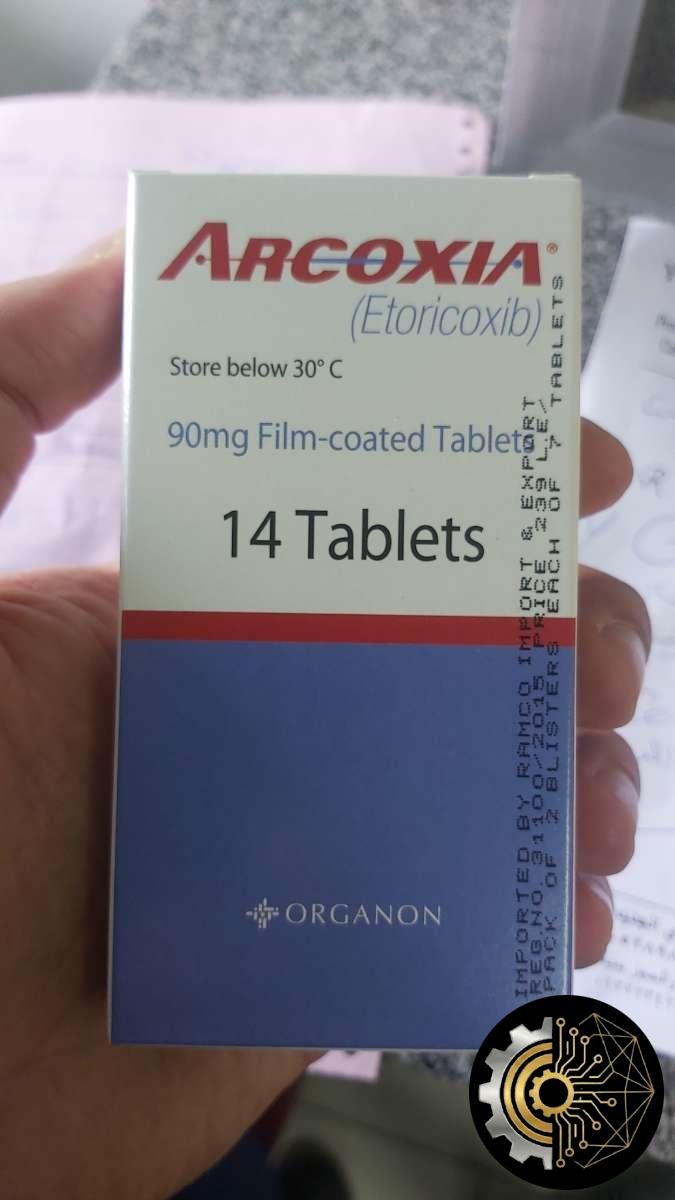 ARCOXIA®
(Etoricoxib)
Store below 30° C
90mg Film-coated Tablets
14 Tablets
ORGANON
IMPORTED BY RAMCO IMPORT & EXPORT
REG.NO.31100/2015 PRICE 239 L.E/
PACK OF 2 BLISTERS EACH OF 7 TABLETS